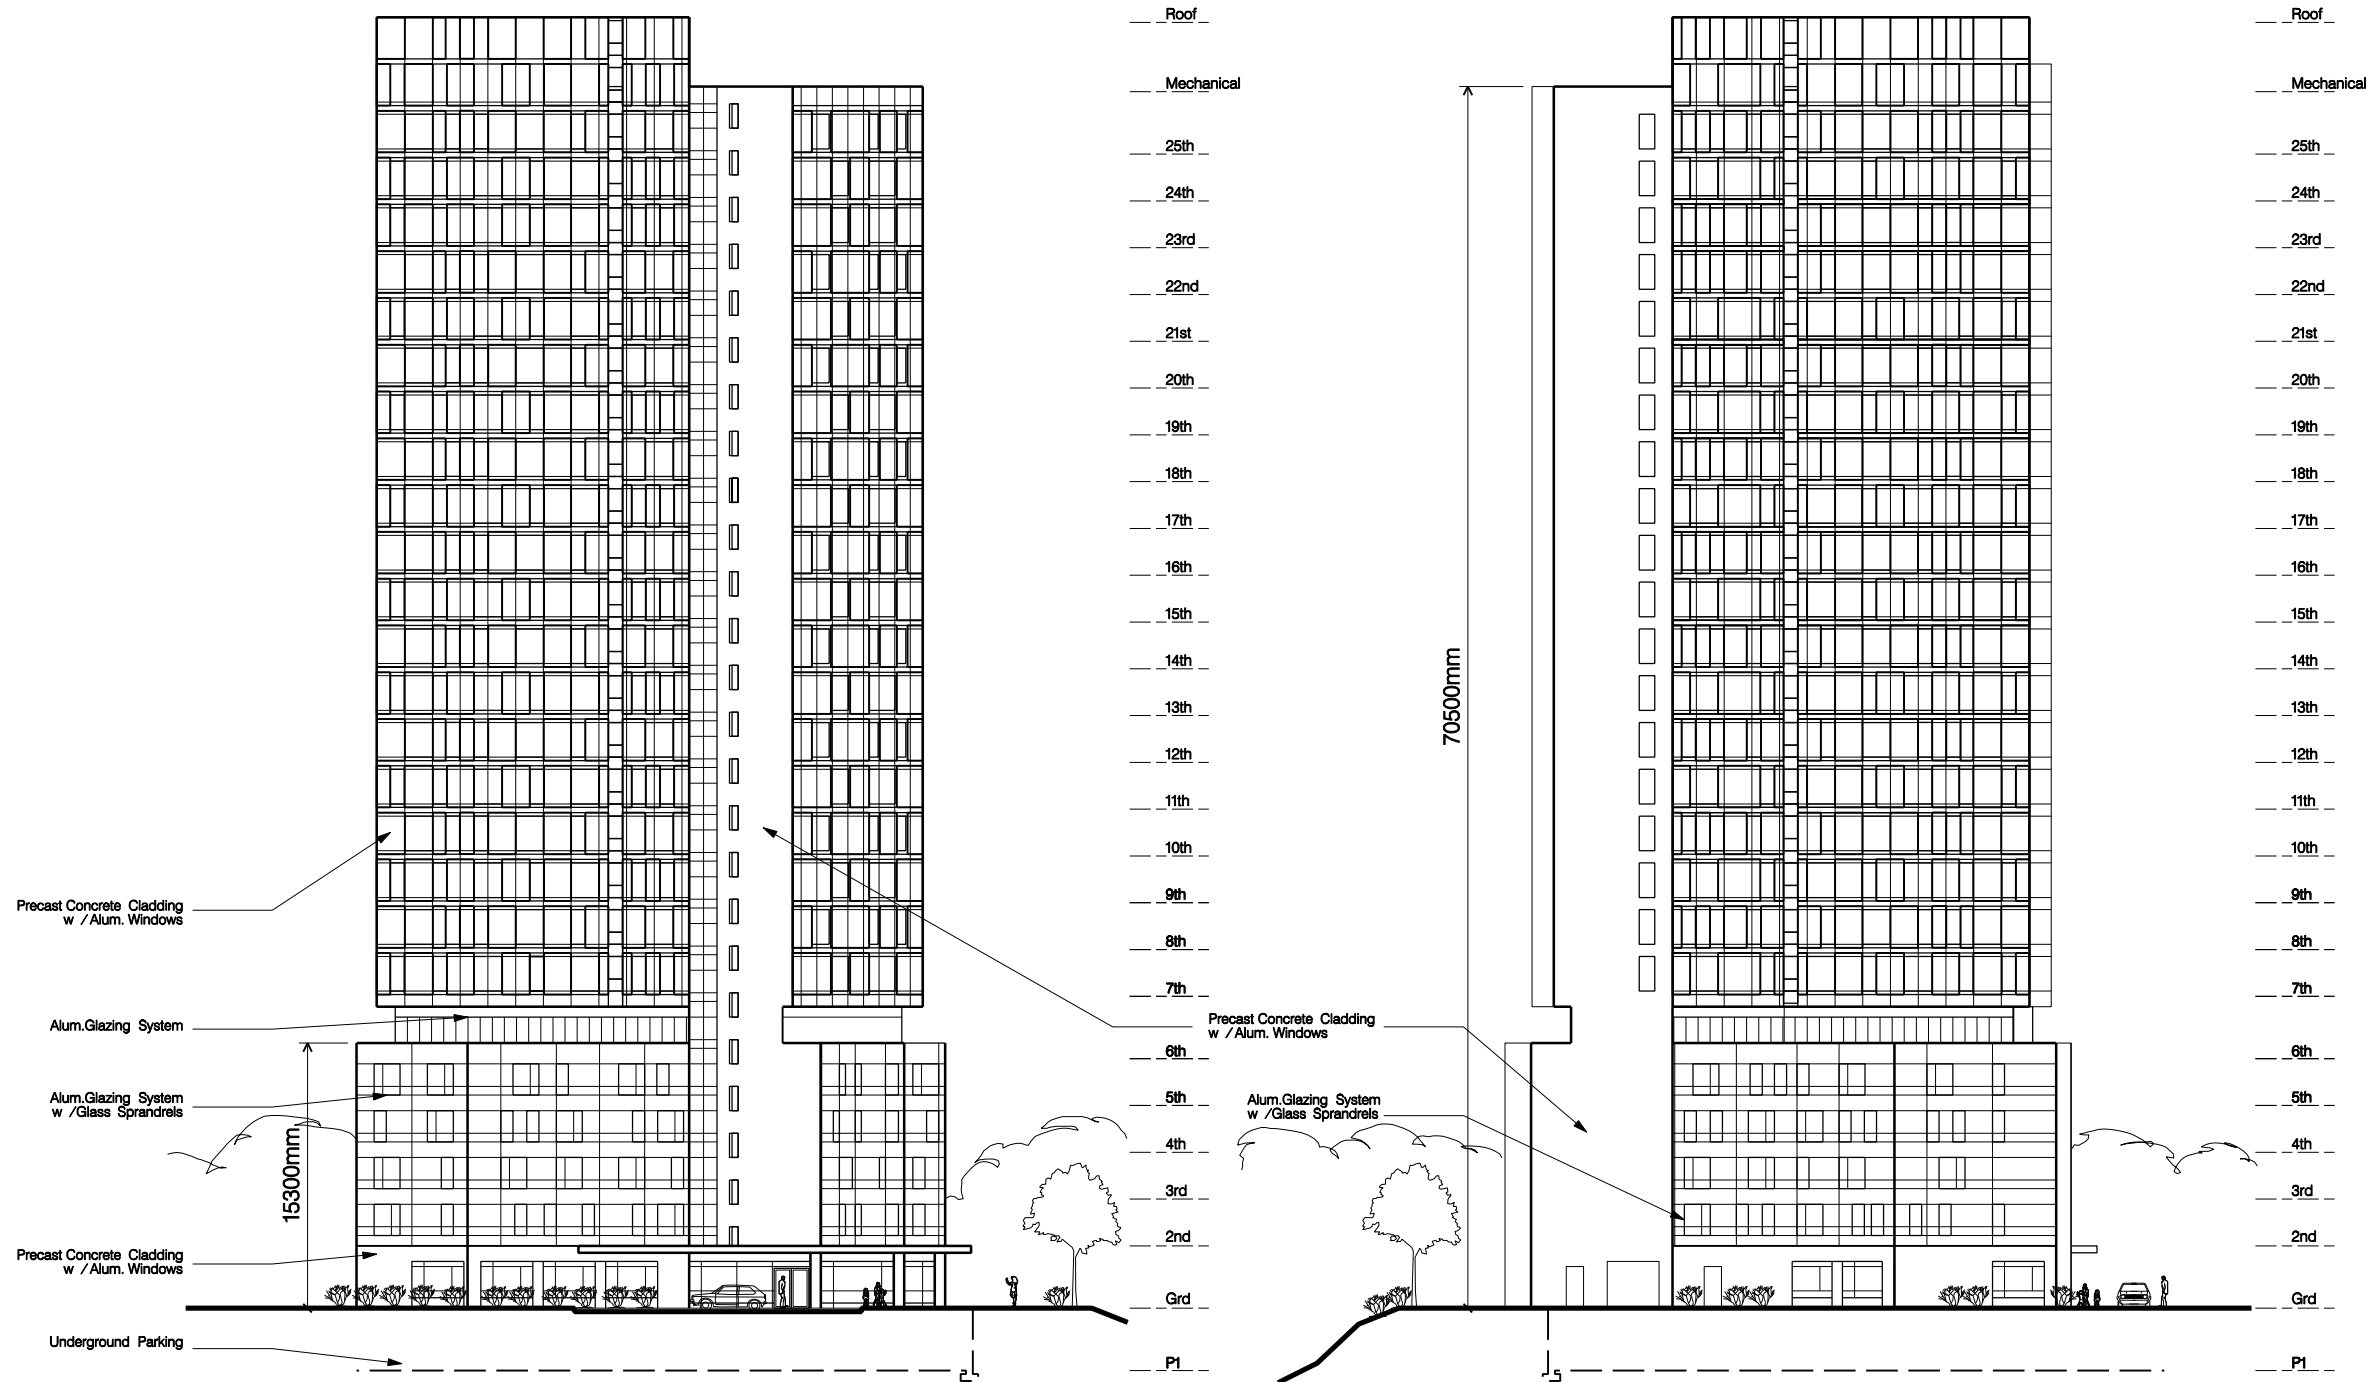 Roof
Mechanical
25th
24th
23rd
22nd
21st
20th
19th
18th
17th
16th
15th
14th
13th
12th
11th
10th
9th
8th
7th
6th
5th
4th
3rd
2nd
Grd
P1
Precast Concrete Cladding
w / Alum. Windows
Alum.Glazing System
Alum.Glazing System
w /Glass Sprandrels
15300mm
Precast Concrete Cladding
w / Alum. Windows
Underground Parking
70500mm
Precast Concrete Cladding
w / Alum. Windows
Alum.Glazing System
w /Glass Sprandrels
Roof
Mechanical
25th
24th
23rd
22nd
21st
20th
19th
18th
17th
16th
15th
14th
13th
12th
11th
10th
9th
8th
7th
6th
5th
4th
3rd
2nd
Grd
P1